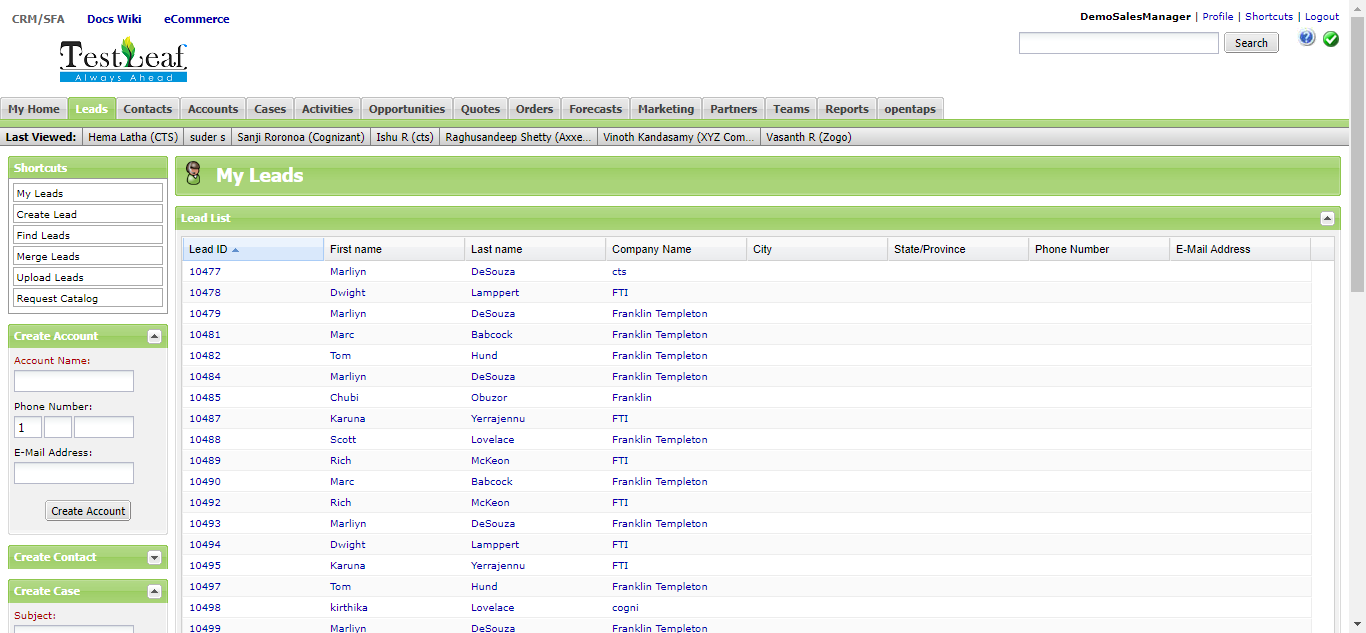 CRM/SFA Docs Wiki eCommerce
DemoSalesManager | Profile | Shortcuts | Logout
TestLeaf
Always Ahead
Search
?
My Home Leads Contacts Accounts Cases Activities Opportunities Quotes Orders Forecasts Marketing Partners Teams Reports opentaps
Last Viewed: Hema Latha (CTS) suder s Sanji Roronoa (Cognizant) Ishu R (cts) Raghusandeep Shetty (Axxe... Vinoth Kandasamy (XYZ Com... Vasanth R (Zogo)
Shortcuts
My Leads
Create Lead
Find Leads
Merge Leads
Upload Leads
Request Catalog
Create Account
Account Name:
Phone Number:
1
E-Mail Address:
Create Account
Create Contact
Create Case
Subject:
My Leads
Lead List
Lead ID First name Last name Company Name City State/Province Phone Number E-Mail Address
10477 Marliyn DeSouza cts
10478 Dwight Lamppert FTI
10479 Marliyn DeSouza Franklin Templeton
10481 Marc Babcock Franklin Templeton
10482 Tom Hund Franklin Templeton
10484 Marliyn DeSouza Franklin Templeton
10485 Chubi Obuzor Franklin
10487 Karuna Yerrajennu FTI
10488 Scott Lovelace Franklin Templeton
10489 Rich McKeon FTI
10490 Marc Babcock Franklin Templeton
10492 Rich McKeon FTI
10493 Marliyn DeSouza Franklin Templeton
10494 Dwight Lamppert FTI
10495 Karuna Yerrajennu FTI
10497 Tom Hund Franklin Templeton
10498 kirthika Lovelace cogni
10499 Marliyn DeSouza Franklin Templeton